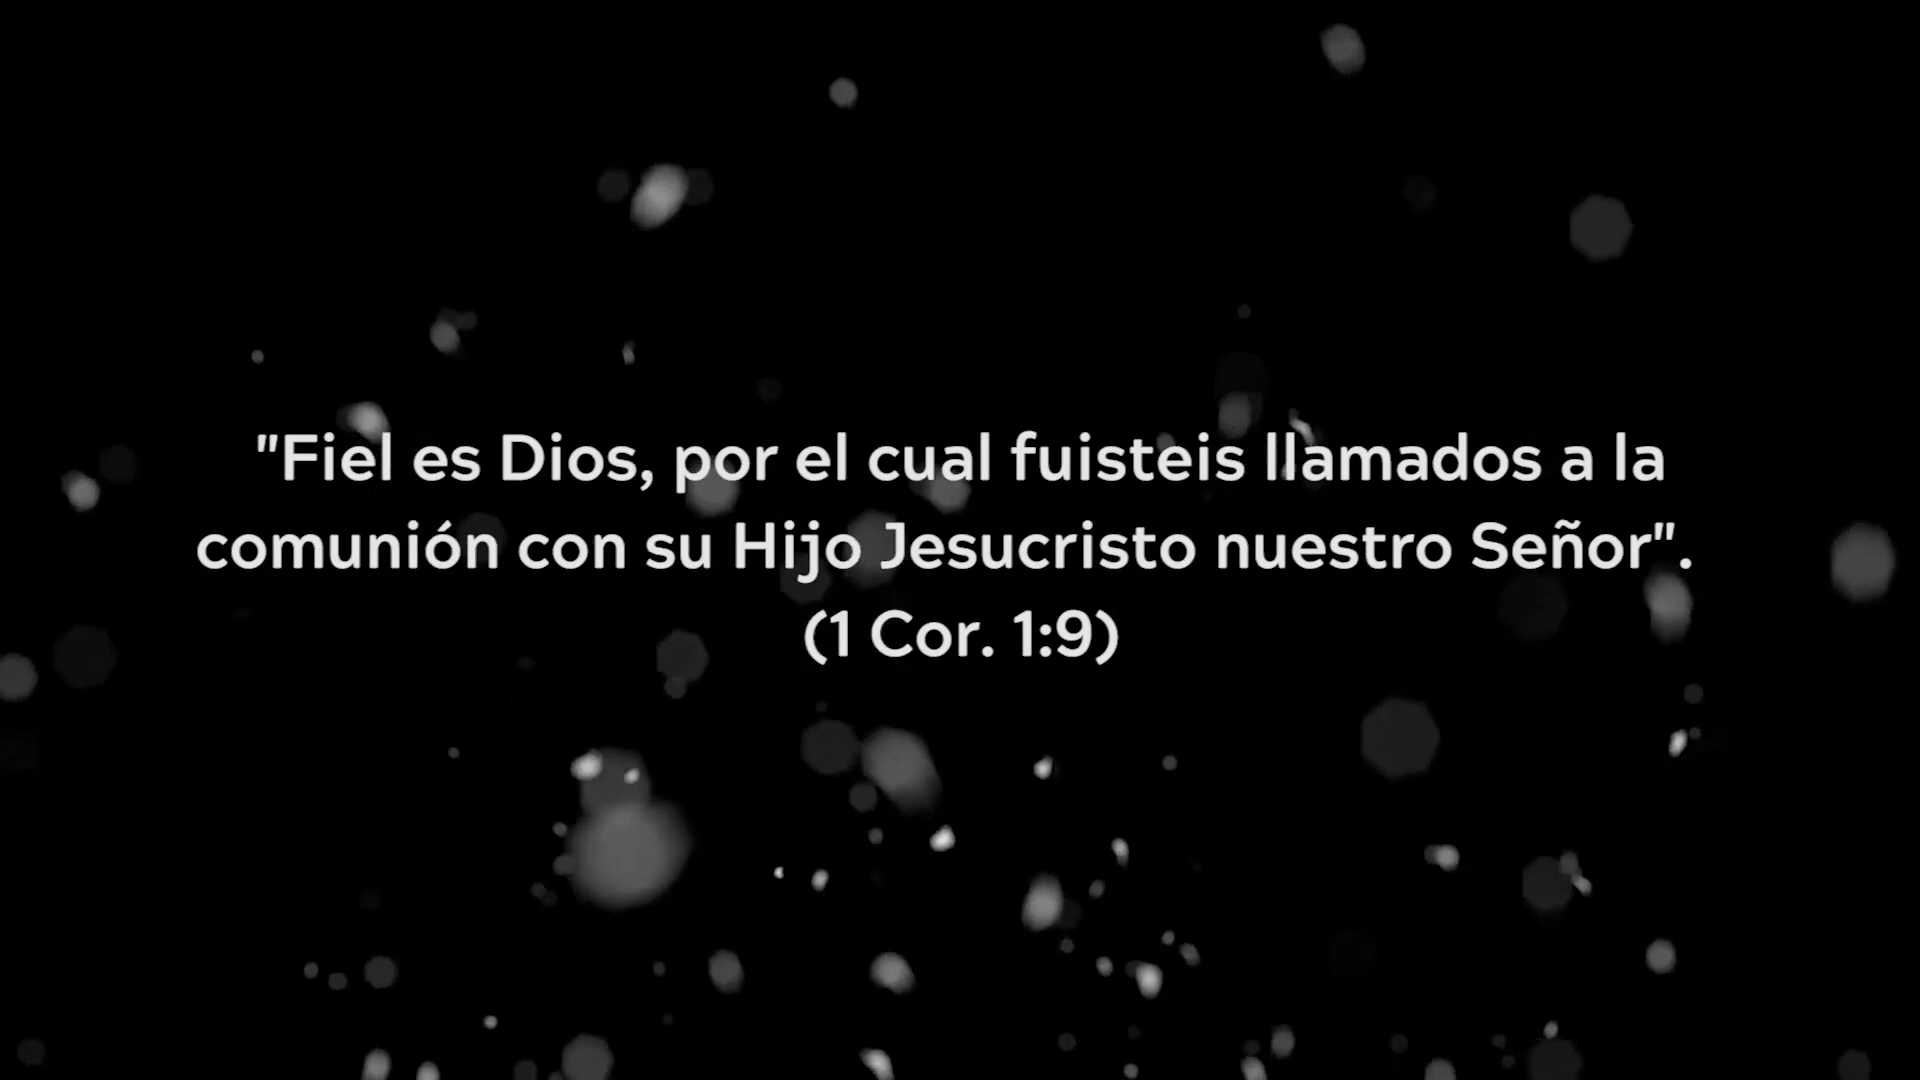 "Fiel es Dios, por el cual fuisteis llamados a la
comunión con su Hijo Jesucristo nuestro Señor".
(1 Cor. 1:9)